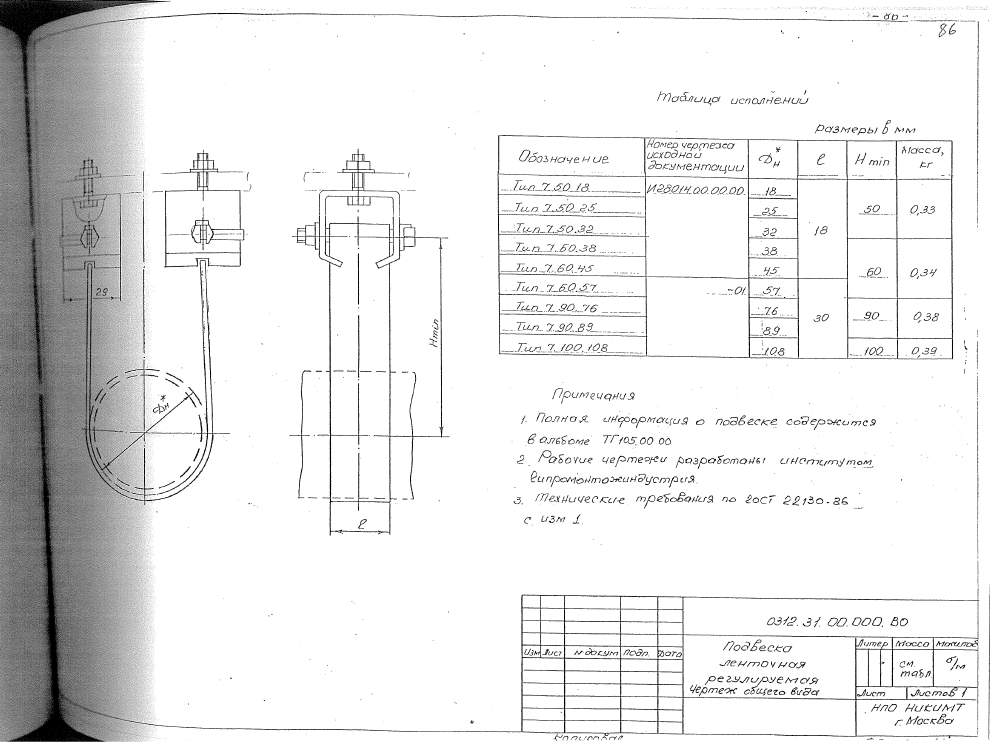 - 86 -
86
Таблица исполнений
размеры в мм
Обозначение | Номер чертежа исходной документации | Фн* | l | H min | Масса, кг
Тип 7.50.18 | И28014.00.00.00. | 18 | 18 | 50 | 0,33
Тип 7.50.25 | 25
Тип 7.50.32 | 32
Тип 7.60.38 | 38 | 60 | 0,34
Тип 7.60.45 | 45
Тип 7.60.57 | -01 | 57 | 30
Тип 7.90.76 | 76 | 90 | 0,38
Тип 7.90.89 | 89
Тип 7.100.108 | 108 | 100 | 0,39
29
Фн*
Hmin
l
Примечания
1. Полная информация о подвеске содержится
в альбоме ТГ105.00.00
2. Рабочие чертежи разработаны институтом
Гипромонтажиндустрия.
3. Технические требования по ГОСТ 22130-86
с изм 1.
0312.31.00.000.ВО
Изм Лист № докум Подп. Дата
Подвеска
ленточная
регулируемая
Чертеж общего вида
Литер Масса Масштаб
см.
табл.
б/м
Лист Листов 1
НПО НИКИМТ
г. Москва
Копировал